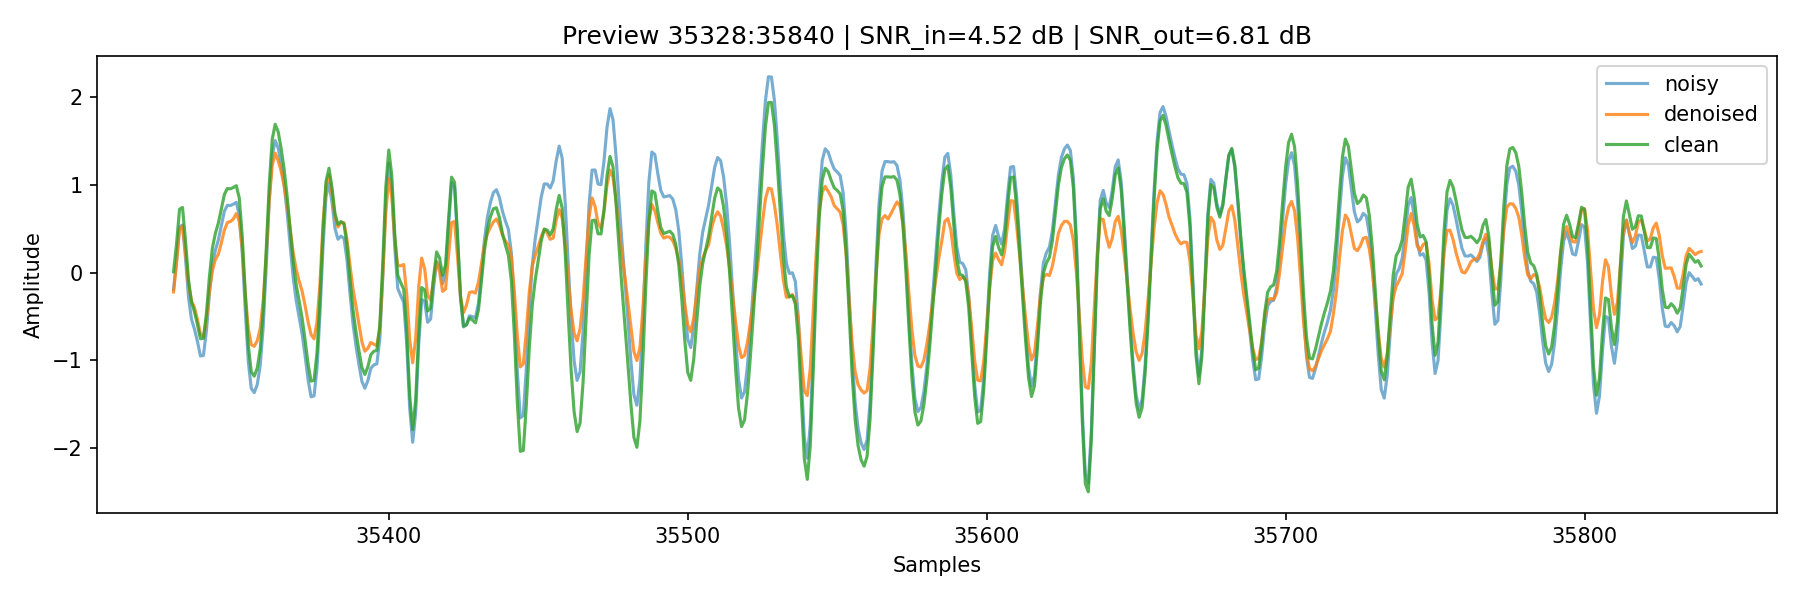 Preview 35328:35840 | SNR_in=4.52 dB | SNR_out=6.81 dB
noisy
denoised
clean
2
1
0
−1
−2
Amplitude
35400 35500 35600 35700 35800
Samples